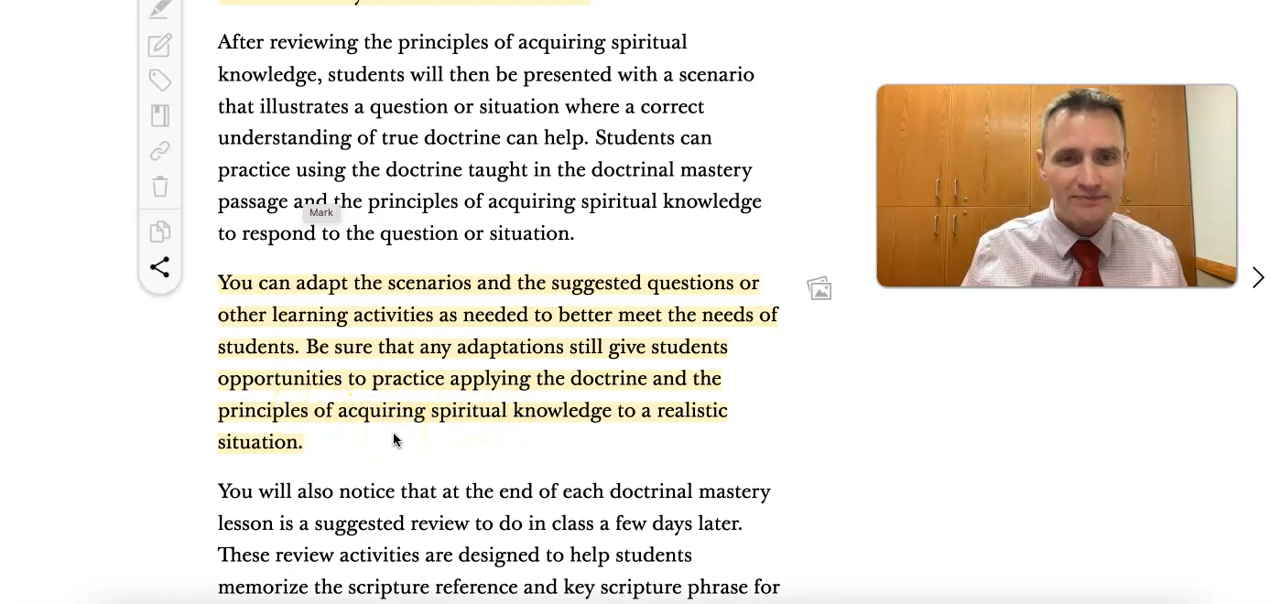 After reviewing the principles of acquiring spiritual
knowledge, students will then be presented with a scenario
that illustrates a question or situation where a correct
understanding of true doctrine can help. Students can
practice using the doctrine taught in the doctrinal mastery
passage and the principles of acquiring spiritual knowledge
Mark
to respond to the question or situation.
You can adapt the scenarios and the suggested questions or
other learning activities as needed to better meet the needs of
students. Be sure that any adaptations still give students
opportunities to practice applying the doctrine and the
principles of acquiring spiritual knowledge to a realistic
situation.
You will also notice that at the end of each doctrinal mastery
lesson is a suggested review to do in class a few days later.
These review activities are designed to help students
memorize the scripture reference and key scripture phrase for